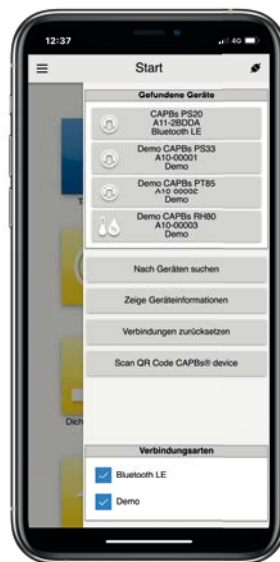 12:37
4G
Start
Gefundene Geräte
CAPBs PS20
A11-2BDDA
Bluetooth LE
Demo CAPBs PS33
A10-00001
Demo
Demo CAPBs PT85
A10 00002
Demo
Demo CAPBs RH80
A10-00003
Demo
Nach Geräten suchen
Zeige Geräteinformationen
Verbindungen zurücksetzen
Scan QR Code CAPBs® device
Dich
Verbindungsarten
Bluetooth LE
Demo